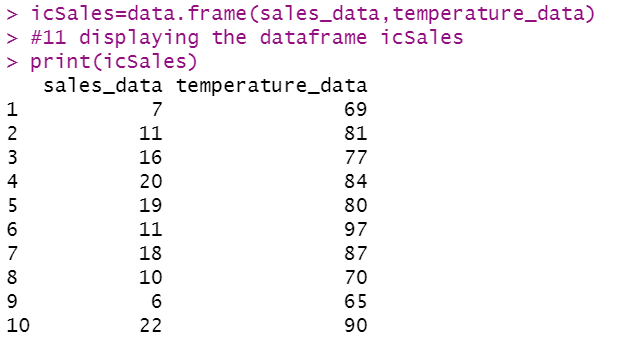 > icSales=data.frame(sales_data,temperature_data)
> #11 displaying the dataframe icSales
> print(icSales)
   sales_data temperature_data
1           7               69
2          11               81
3          16               77
4          20               84
5          19               80
6          11               97
7          18               87
8          10               70
9           6               65
10         22               90